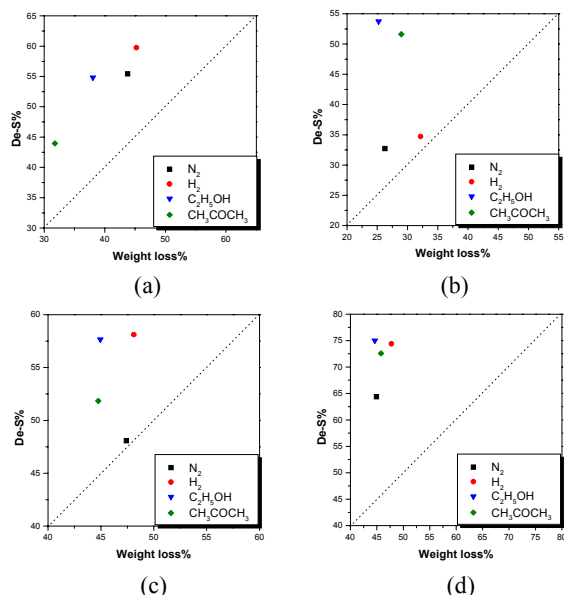 65
60
55
50
45
40
35
30
De-S%
N₂
H₂
C₂H₅OH
CH₃COCH₃
30 40 50 60
Weight loss%
(a)
55
50
45
40
35
30
25
20
De-S%
N₂
H₂
C₂H₅OH
CH₃COCH₃
20 25 30 35 40 45 50 55
Weight loss%
(b)
60
55
50
45
40
De-S%
N₂
H₂
C₂H₅OH
CH₃COCH₃
40 45 50 55 60
Weight loss%
(c)
80
75
70
65
60
55
50
45
40
De-S%
N₂
H₂
C₂H₅OH
CH₃COCH₃
40 45 50 55 60 65 70 75 80
Weight loss%
(d)